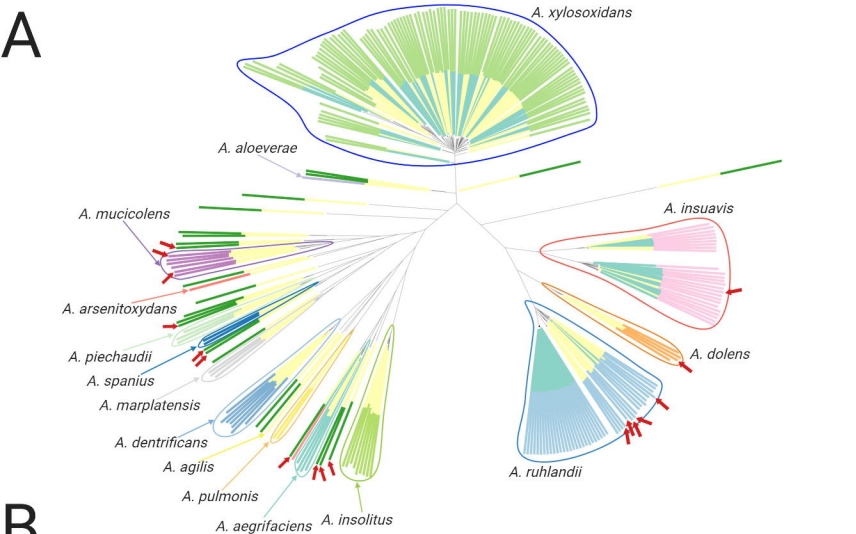 A
A. xylosoxidans
A. aloeverae
A. mucicolens
A. insuavis
A. arsenitoxydans
A. piechaudii
A. dolens
A. spanius
A. marplatensis
A. dentrificans
A. agilis
A. ruhlandii
A. pulmonis
A. aegrifaciens
A. insolitus
B